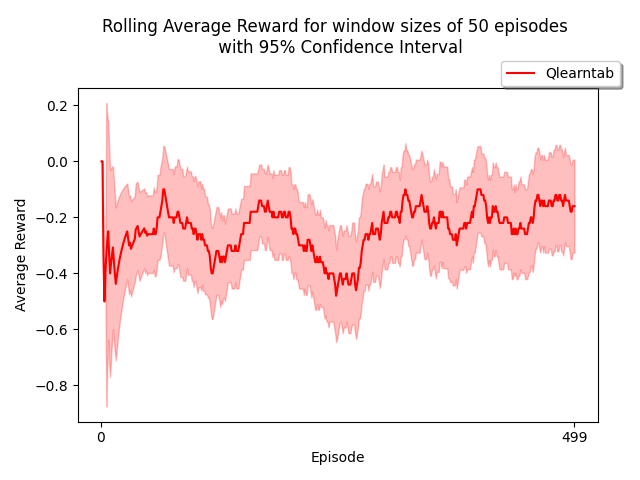 Rolling Average Reward for window sizes of 50 episodes
with 95% Confidence Interval
Qlearntab
0.2
0.0
−0.2
−0.4
−0.6
−0.8
Average Reward
0
499
Episode